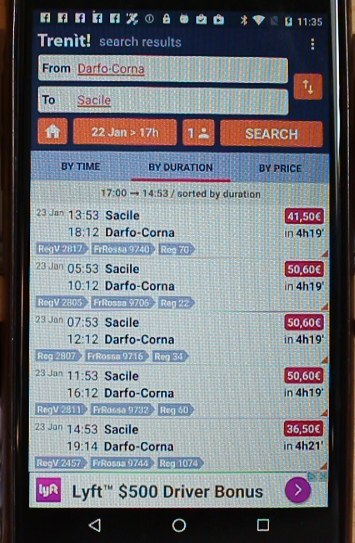 11:35
Trenìt! search results
From Darfo-Corna
To Sacile
22 Jan > 17h 1 SEARCH
BY TIME BY DURATION BY PRICE
17:00 → 14:53 / sorted by duration
23 Jan 13:53 Sacile 41,50€
18:12 Darfo-Corna in 4h19'
RegV 2817 FrRossa 9740 Reg 70
23 Jan 05:53 Sacile 50,60€
10:12 Darfo-Corna in 4h19'
RegV 2805 FrRossa 9706 Reg 22
23 Jan 07:53 Sacile 50,60€
12:12 Darfo-Corna in 4h19'
Reg 2807 FrRossa 9716 Reg 34
23 Jan 11:53 Sacile 50,60€
16:12 Darfo-Corna in 4h19'
RegV 2811 FrRossa 9732 Reg 60
23 Jan 14:53 Sacile 36,50€
19:14 Darfo-Corna in 4h21'
RegV 2457 FrRossa 9744 Reg 1074
lyft Lyft™ $500 Driver Bonus